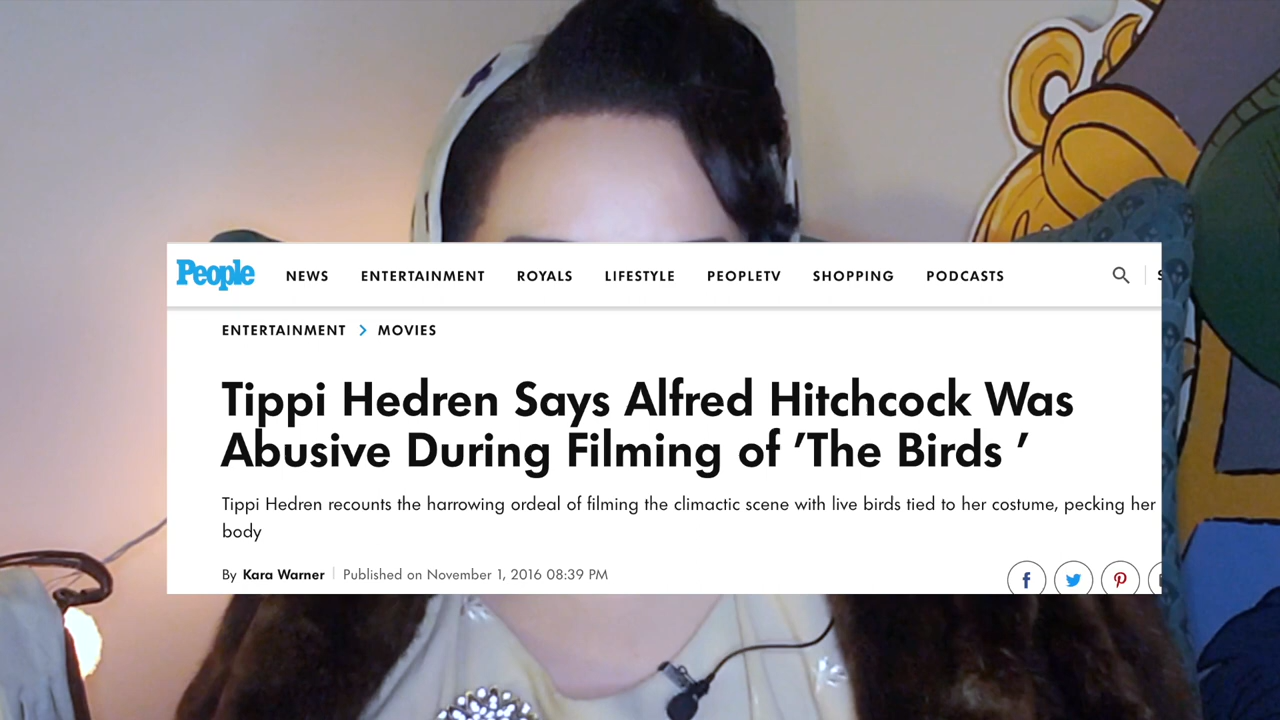 People NEWS ENTERTAINMENT ROYALS LIFESTYLE PEOPLETV SHOPPING PODCASTS
ENTERTAINMENT > MOVIES
Tippi Hedren Says Alfred Hitchcock Was
Abusive During Filming of ’The Birds ’
Tippi Hedren recounts the harrowing ordeal of filming the climactic scene with live birds tied to her costume, pecking her
body
By Kara Warner | Published on November 1, 2016 08:39 PM